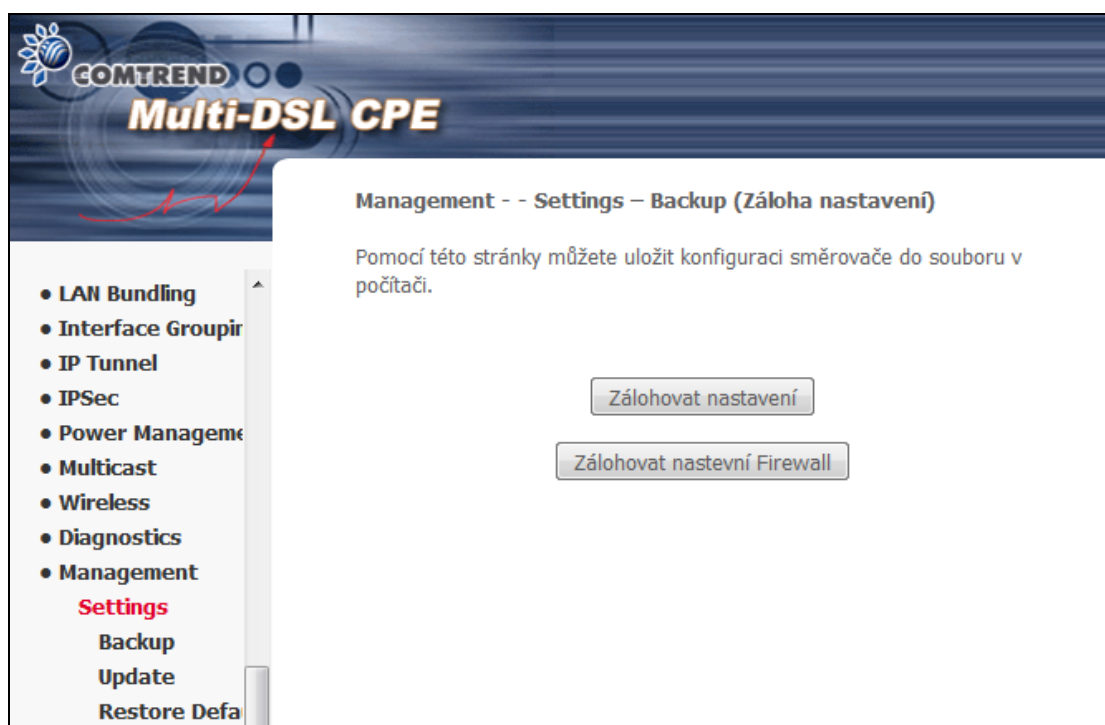 COMTREND
Multi-DSL CPE
Management - - Settings – Backup (Záloha nastavení)
Pomocí této stránky můžete uložit konfiguraci směrovače do souboru v
počítači.
Zálohovat nastavení
Zálohovat nastevní Firewall
LAN Bundling
Interface Groupin
IP Tunnel
IPSec
Power Manageme
Multicast
Wireless
Diagnostics
Management
Settings
Backup
Update
Restore Defa